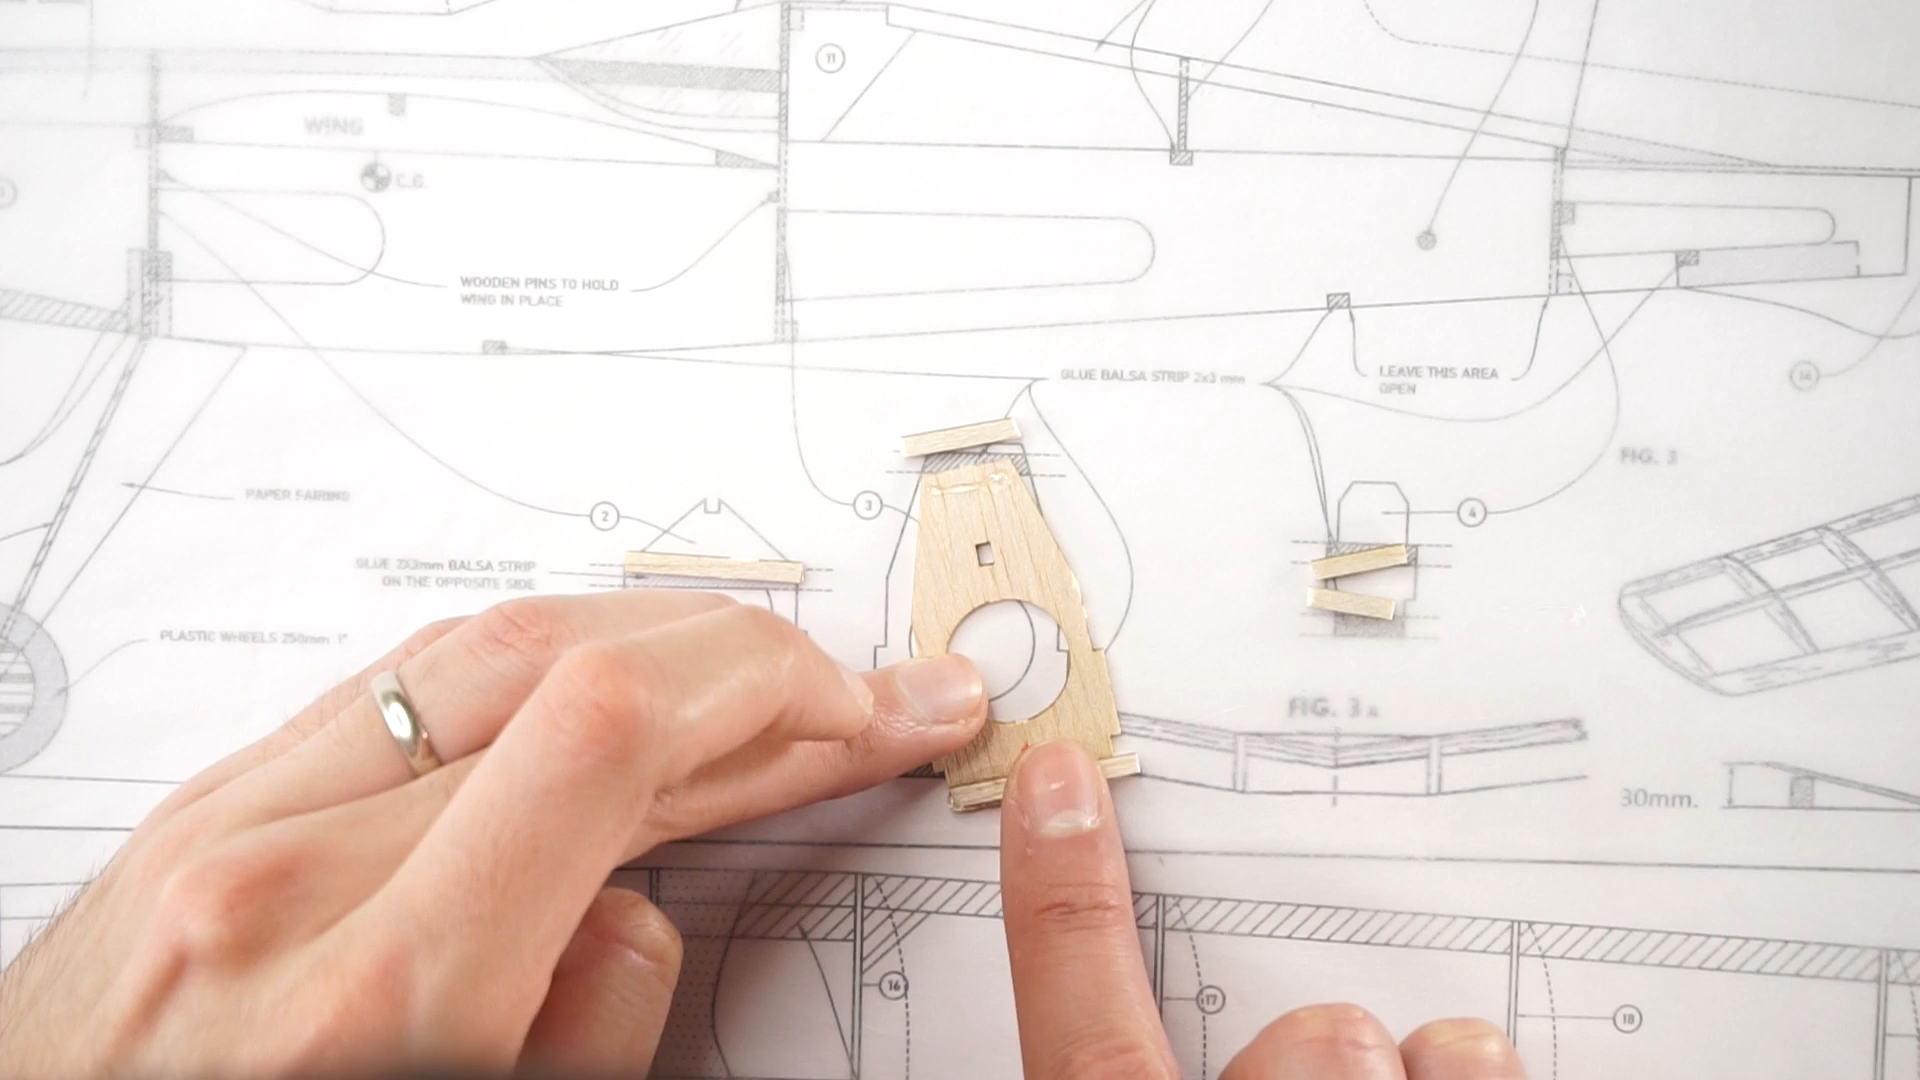 11
WING
C.G.
WOODEN PINS TO HOLD
WING IN PLACE
GLUE BALSA STRIP 2x3 mm
LEAVE THIS AREA
OPEN
14
FIG. 3
PAPER FAIRING
2
3
4
GLUE 2X3mm BALSA STRIP
ON THE OPPOSITE SIDE
PLASTIC WHEELS 250mm 1"
FIG. 3a
30mm.
16
17
18